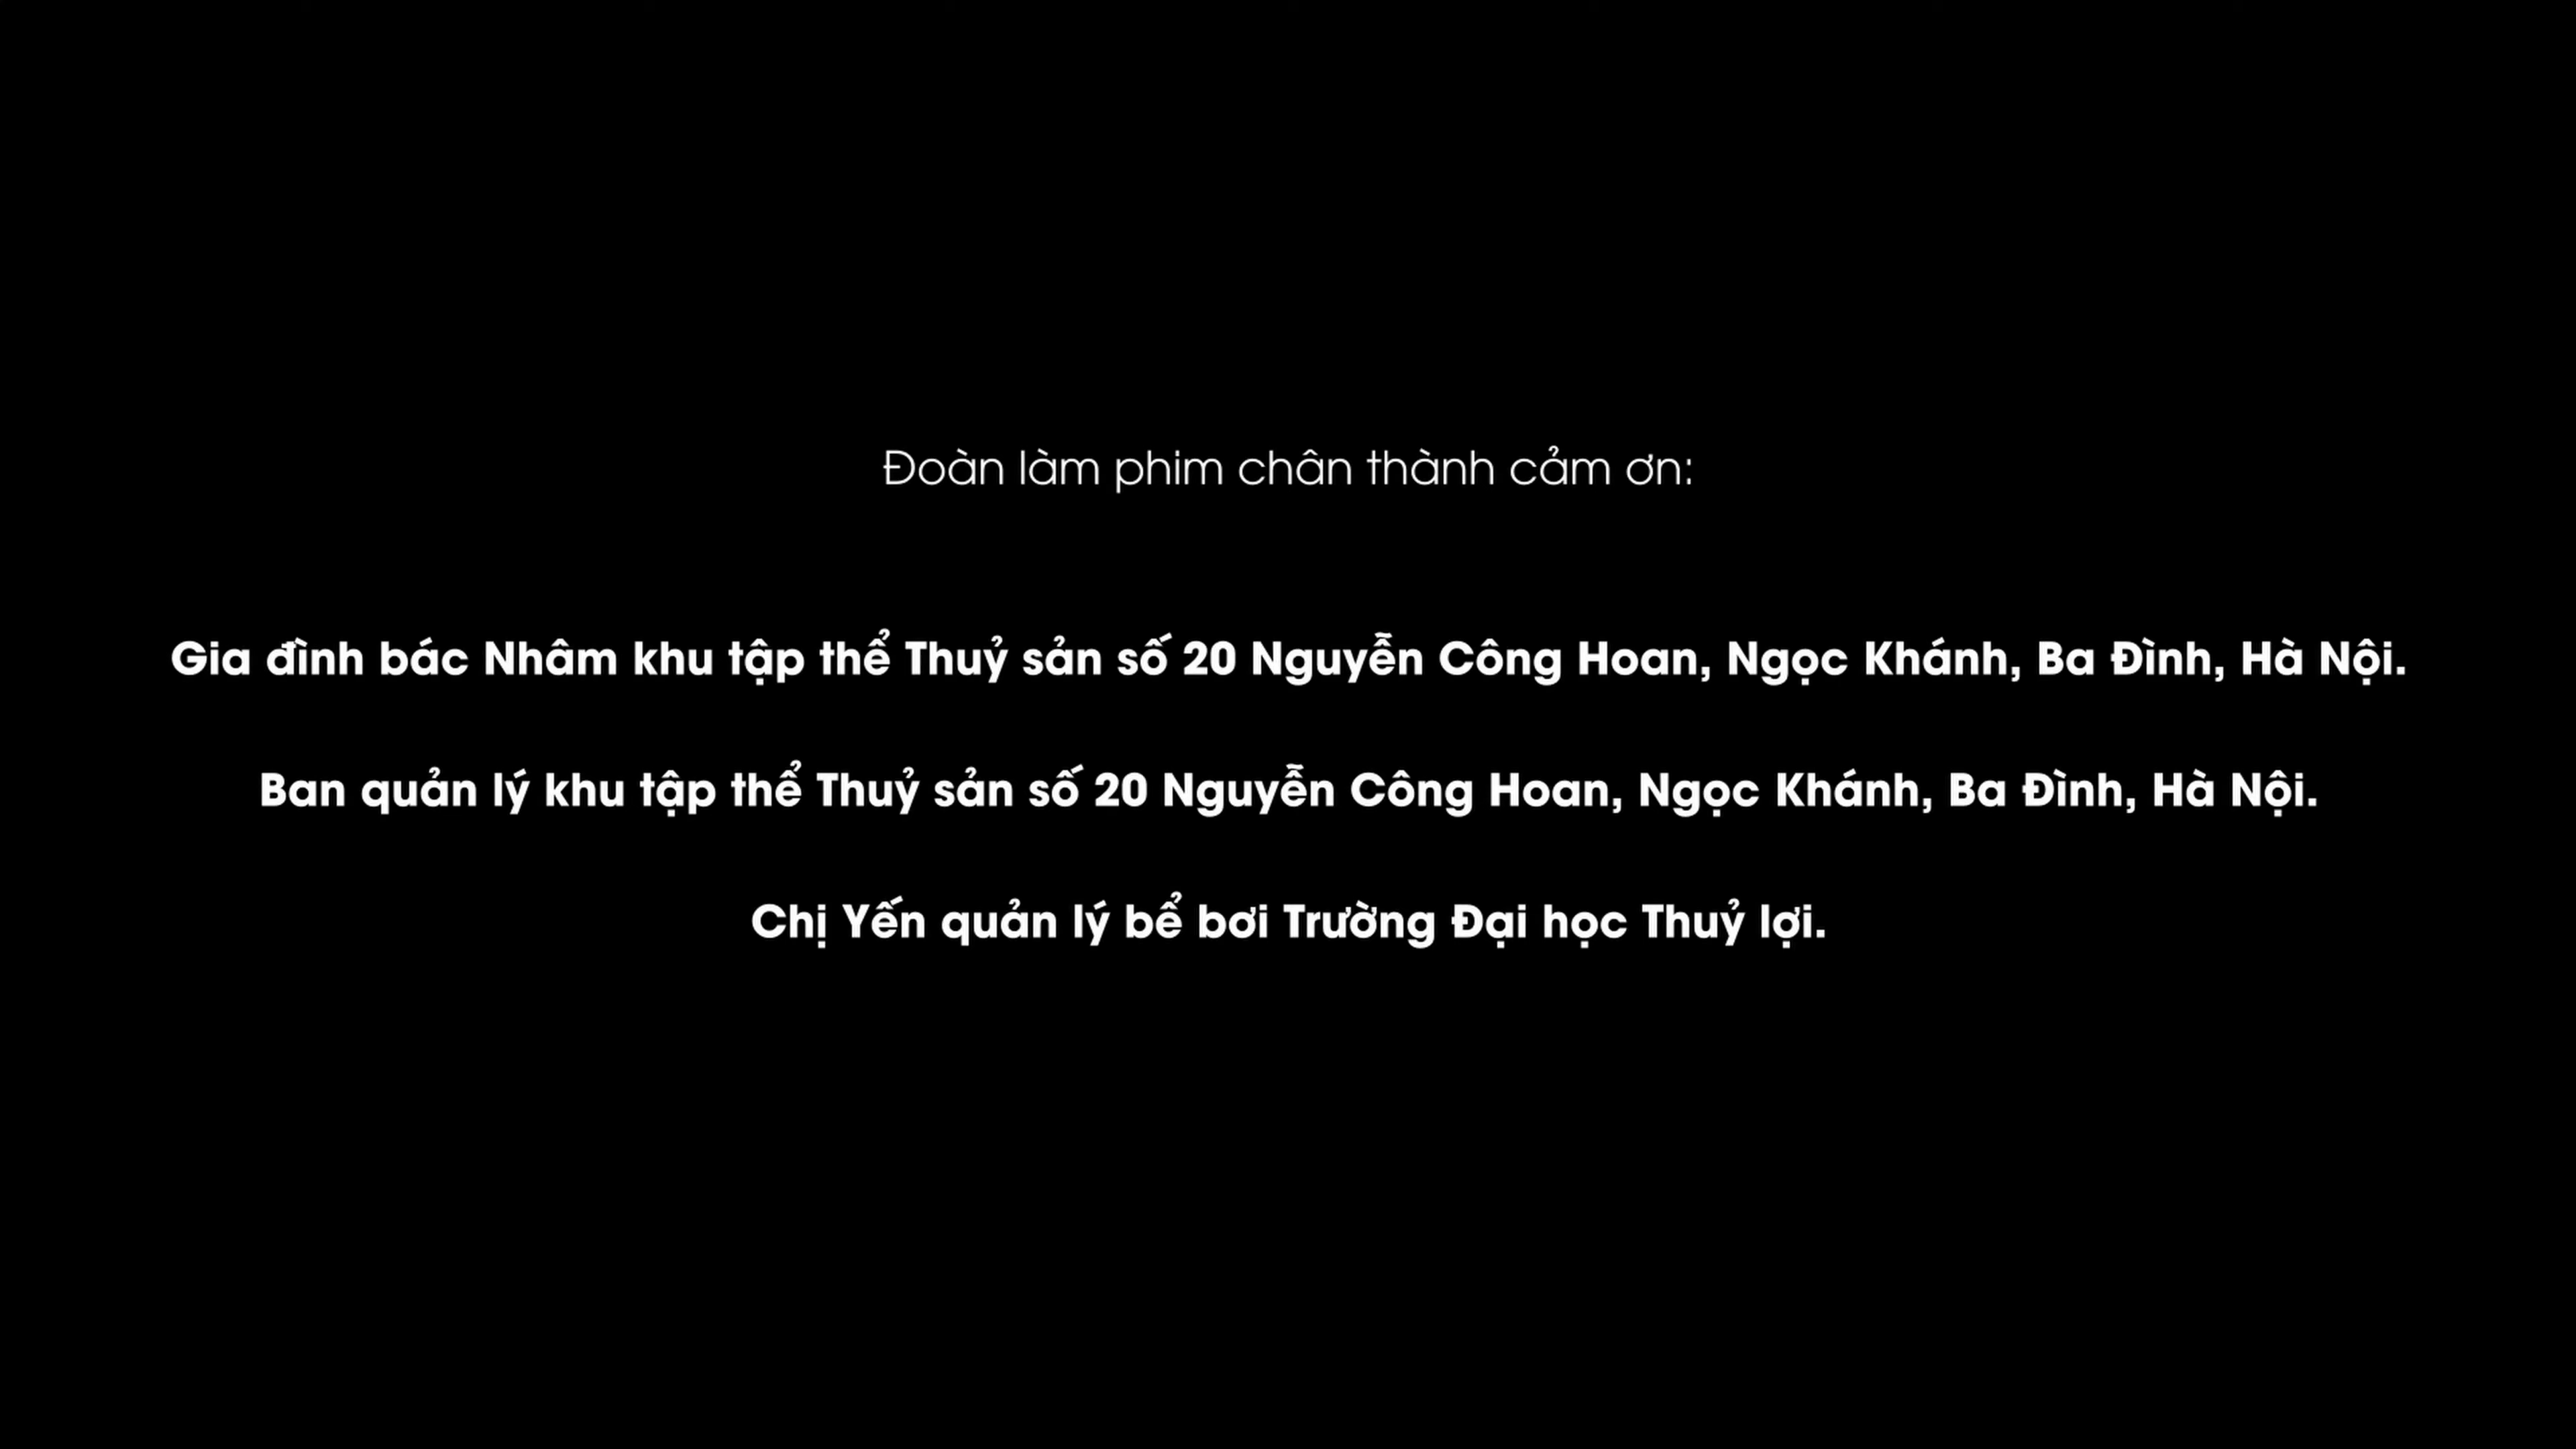 Đoàn làm phim chân thành cảm ơn:
Gia đình bác Nhâm khu tập thể Thuỷ sản số 20 Nguyễn Công Hoan, Ngọc Khánh, Ba Đình, Hà Nội.
Ban quản lý khu tập thể Thuỷ sản số 20 Nguyễn Công Hoan, Ngọc Khánh, Ba Đình, Hà Nội.
Chị Yến quản lý bể bơi Trường Đại học Thuỷ lợi.